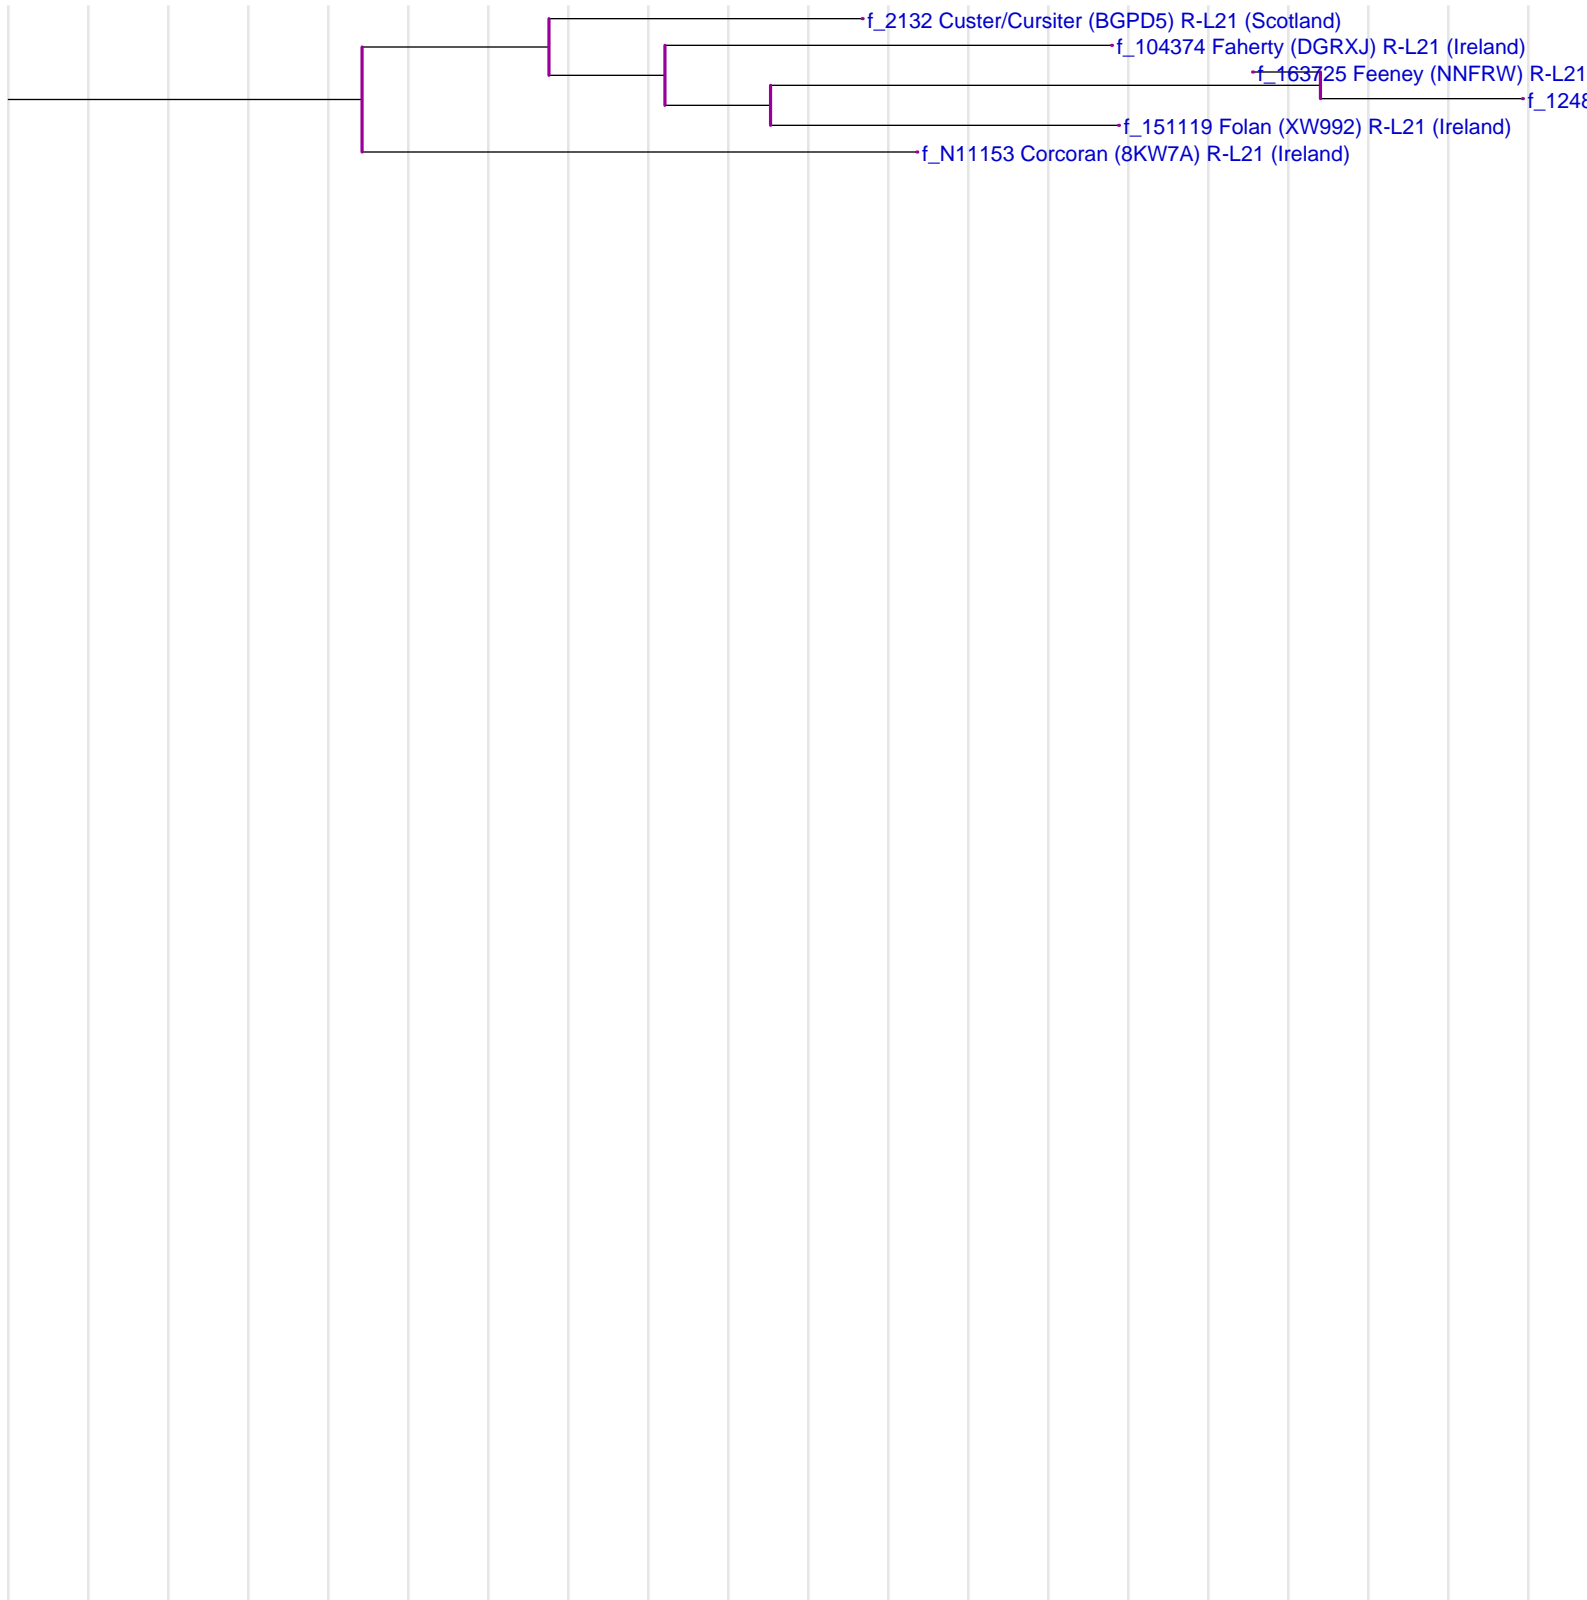 f_2132 Custer/Cursiter (BGPD5) R-L21 (Scotland)
f_104374 Faherty (DGRXJ) R-L21 (Ireland)
f_163725 Feeney (NNFRW) R-L21
f_1248
f_151119 Folan (XW992) R-L21 (Ireland)
f_N11153 Corcoran (8KW7A) R-L21 (Ireland)